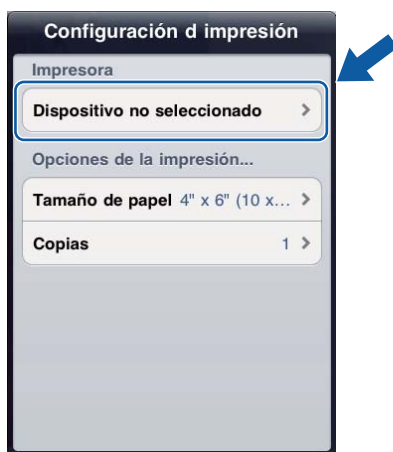 Configuración d impresión
Impresora
Dispositivo no seleccionado
Opciones de la impresión...
Tamaño de papel 4" x 6" (10 x...
Copias 1